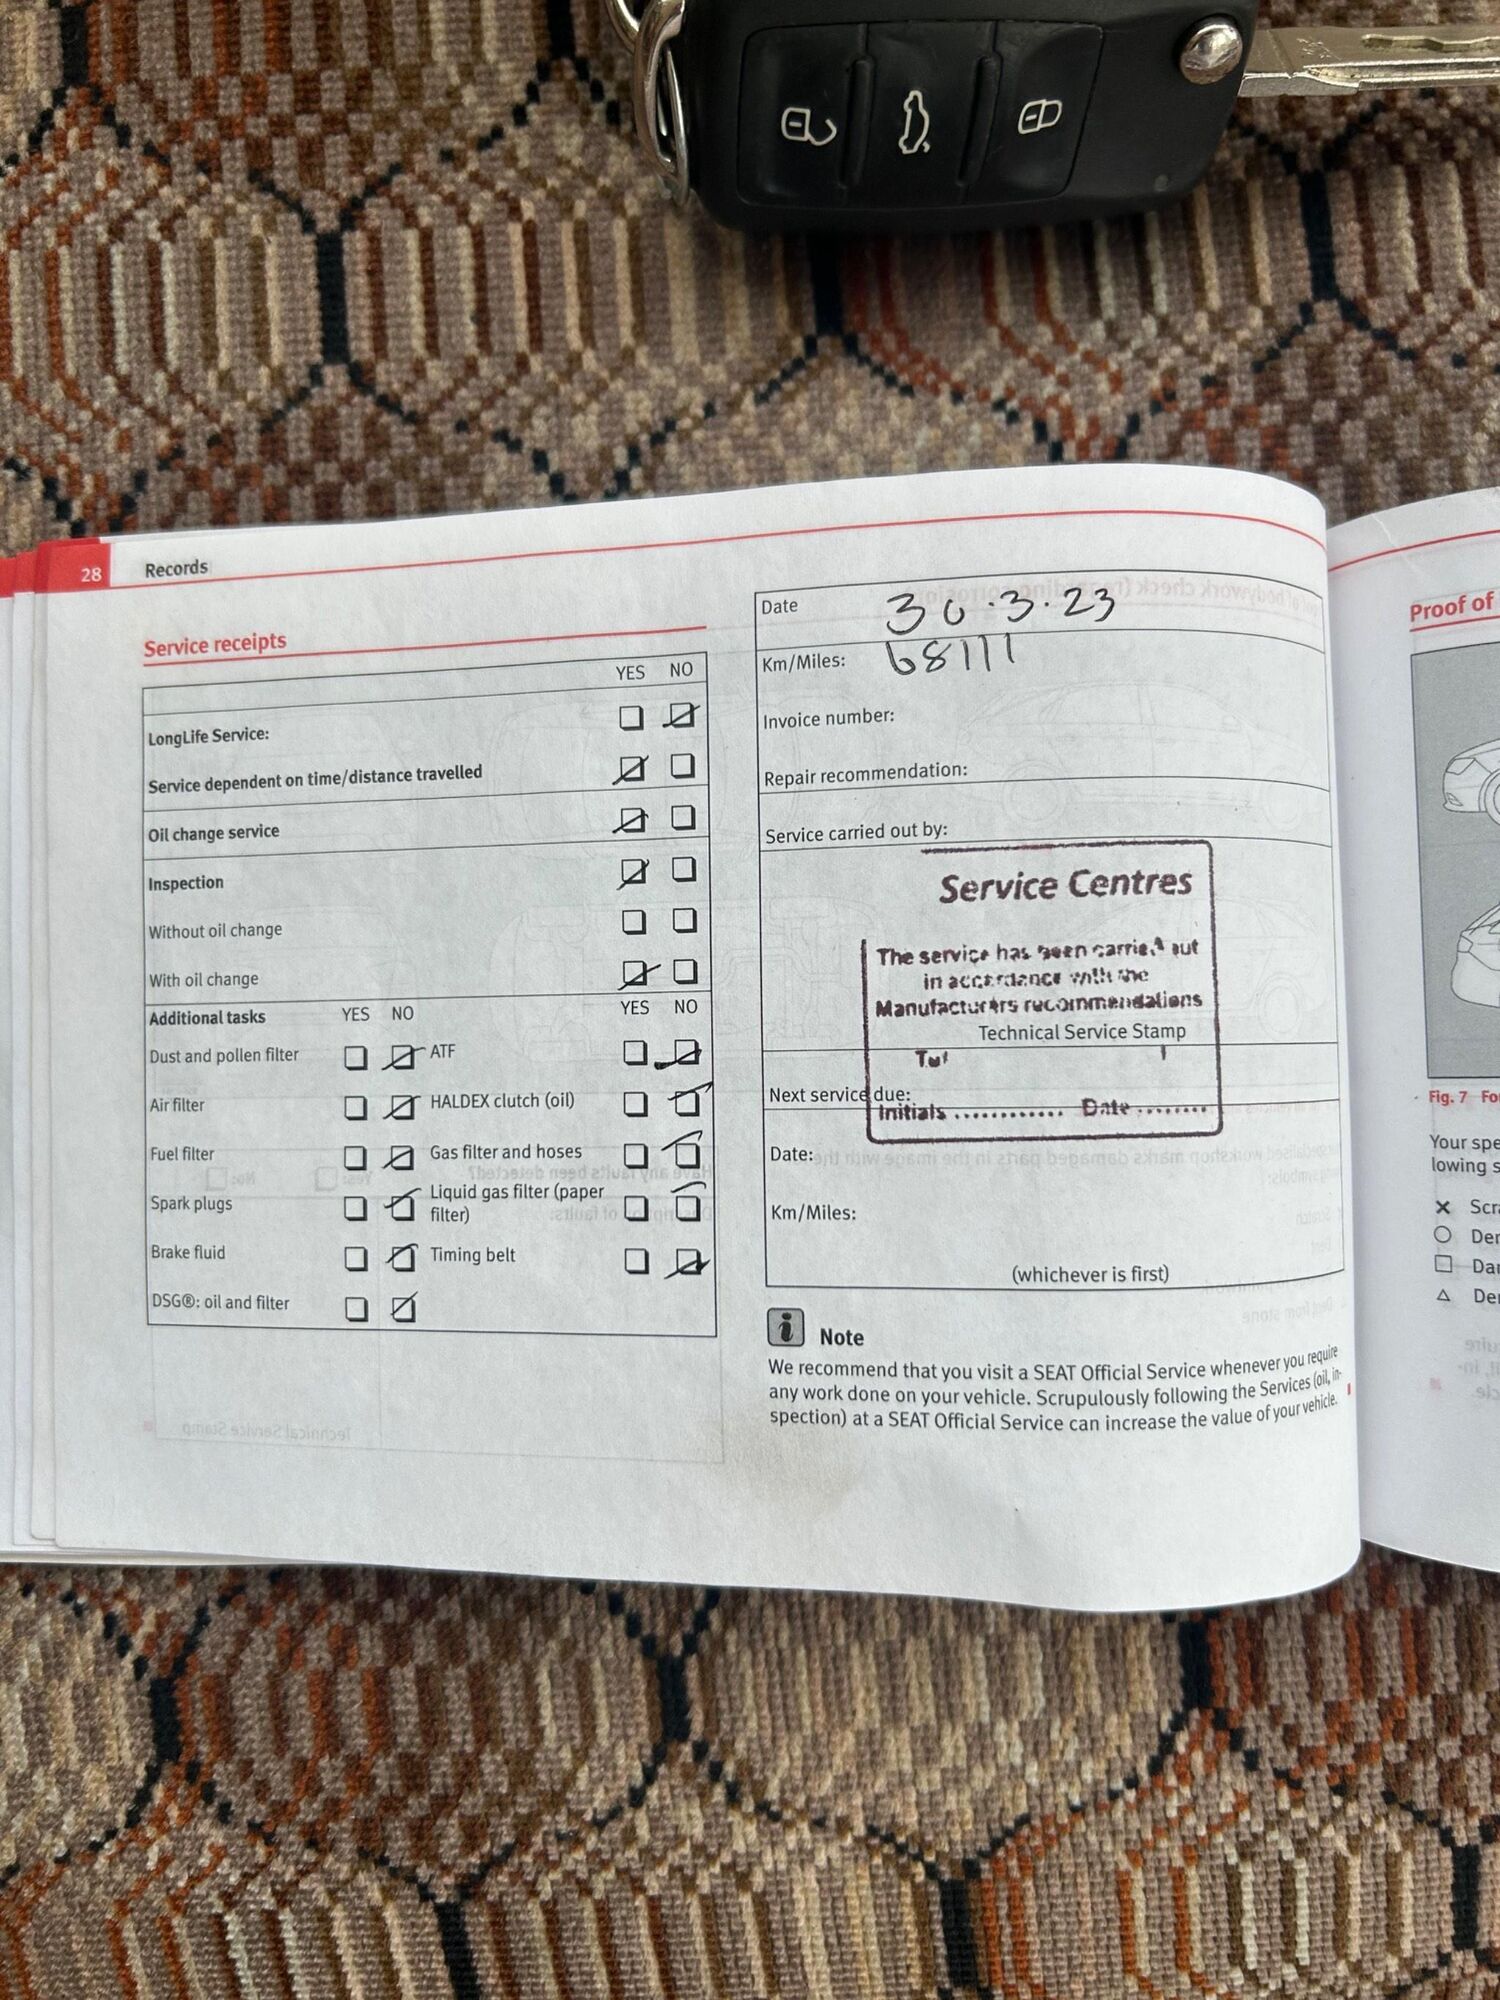 28 Records
Service receipts
YES NO
LongLife Service:
Service dependent on time/distance travelled
Oil change service
Inspection
Without oil change
With oil change
Additional tasks YES NO YES NO
Dust and pollen filter ATF
Air filter HALDEX clutch (oil)
Fuel filter Gas filter and hoses
Spark plugs Liquid gas filter (paper
filter)
Brake fluid Timing belt
DSG®: oil and filter
Date 30.3.23
Km/Miles: 68111
Invoice number:
Repair recommendation:
Service carried out by:
Service Centres
The service has been carried out
in accordance with the
Manufacturers recommendations
Technical Service Stamp
Next service due:
Initials ............ Date ........
Date:
Km/Miles:
(whichever is first)
i Note
We recommend that you visit a SEAT Official Service whenever you require
any work done on your vehicle. Scrupulously following the Services (oil, in-
spection) at a SEAT Official Service can increase the value of your vehicle.
Proof of
Fig. 7
Your spe
lowing s
Scra
Den